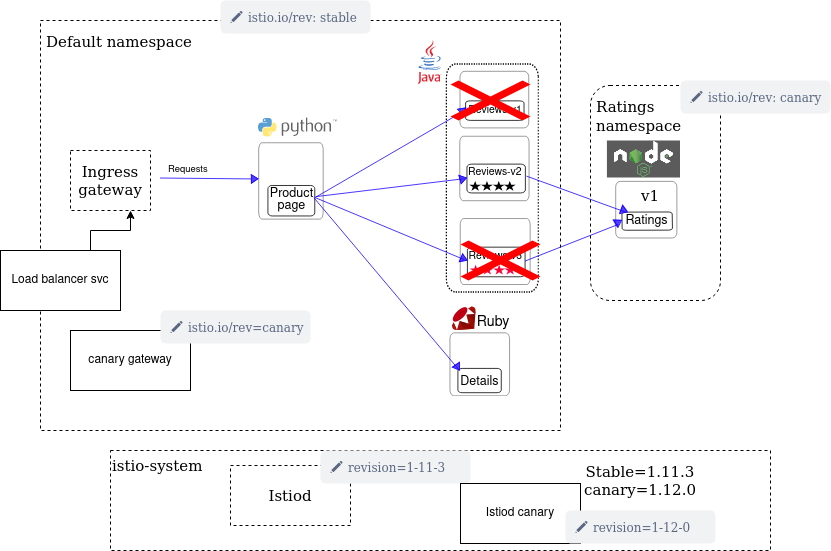 istio.io/rev: stable
Default namespace
Java
istio.io/rev: canary
Ratings
namespace
python™
node
JS
Ingress
gateway
Requests
Product
page
Reviews-v1
Reviews-v2
★★★★
v1
Ratings
Load balancer svc
istio.io/rev=canary
canary gateway
Ruby
Details
istio-system
revision=1-11-3
Istiod
Stable=1.11.3
canary=1.12.0
Istiod canary
revision=1-12-0